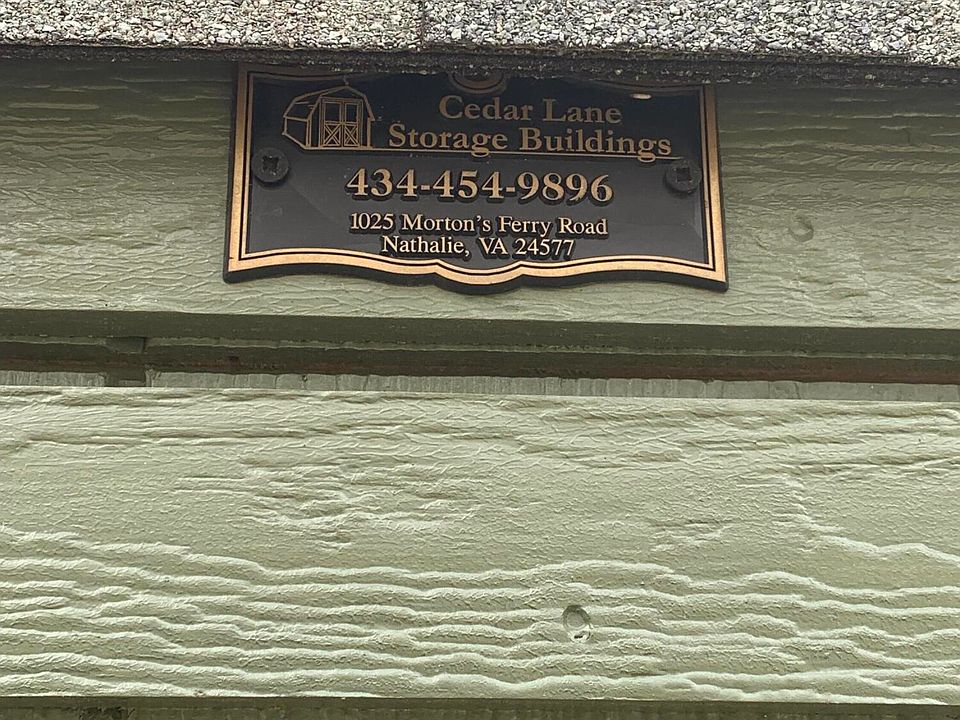 Cedar Lane
Storage Buildings
434-454-9896
1025 Morton's Ferry Road
Nathalie, VA 24577